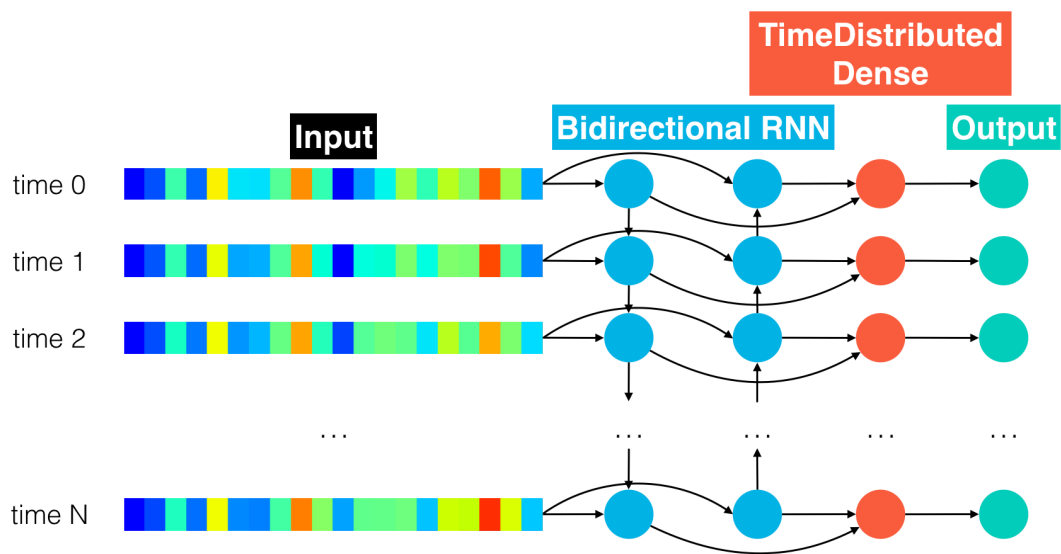 TimeDistributed
Dense
Input
Bidirectional RNN
Output
time 0
time 1
time 2
... ... ... ... ...
time N